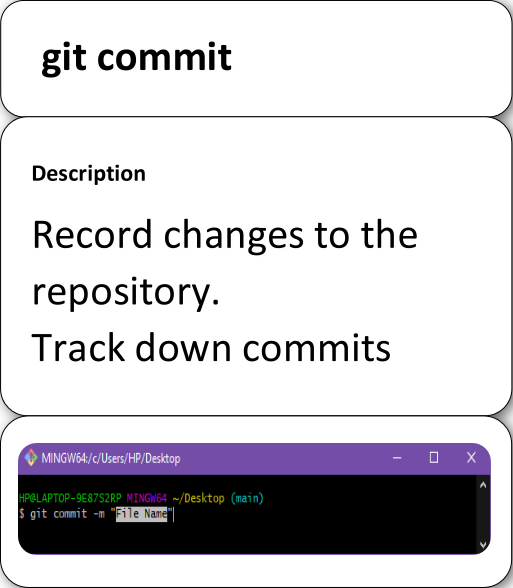 git commit
Description
Record changes to the
repository.
Track down commits
MINGW64:/c/Users/HP/Desktop
HP@LAPTOP-9E87S2RP MINGW64 ~/Desktop (main)
$ git commit -m "File Name"